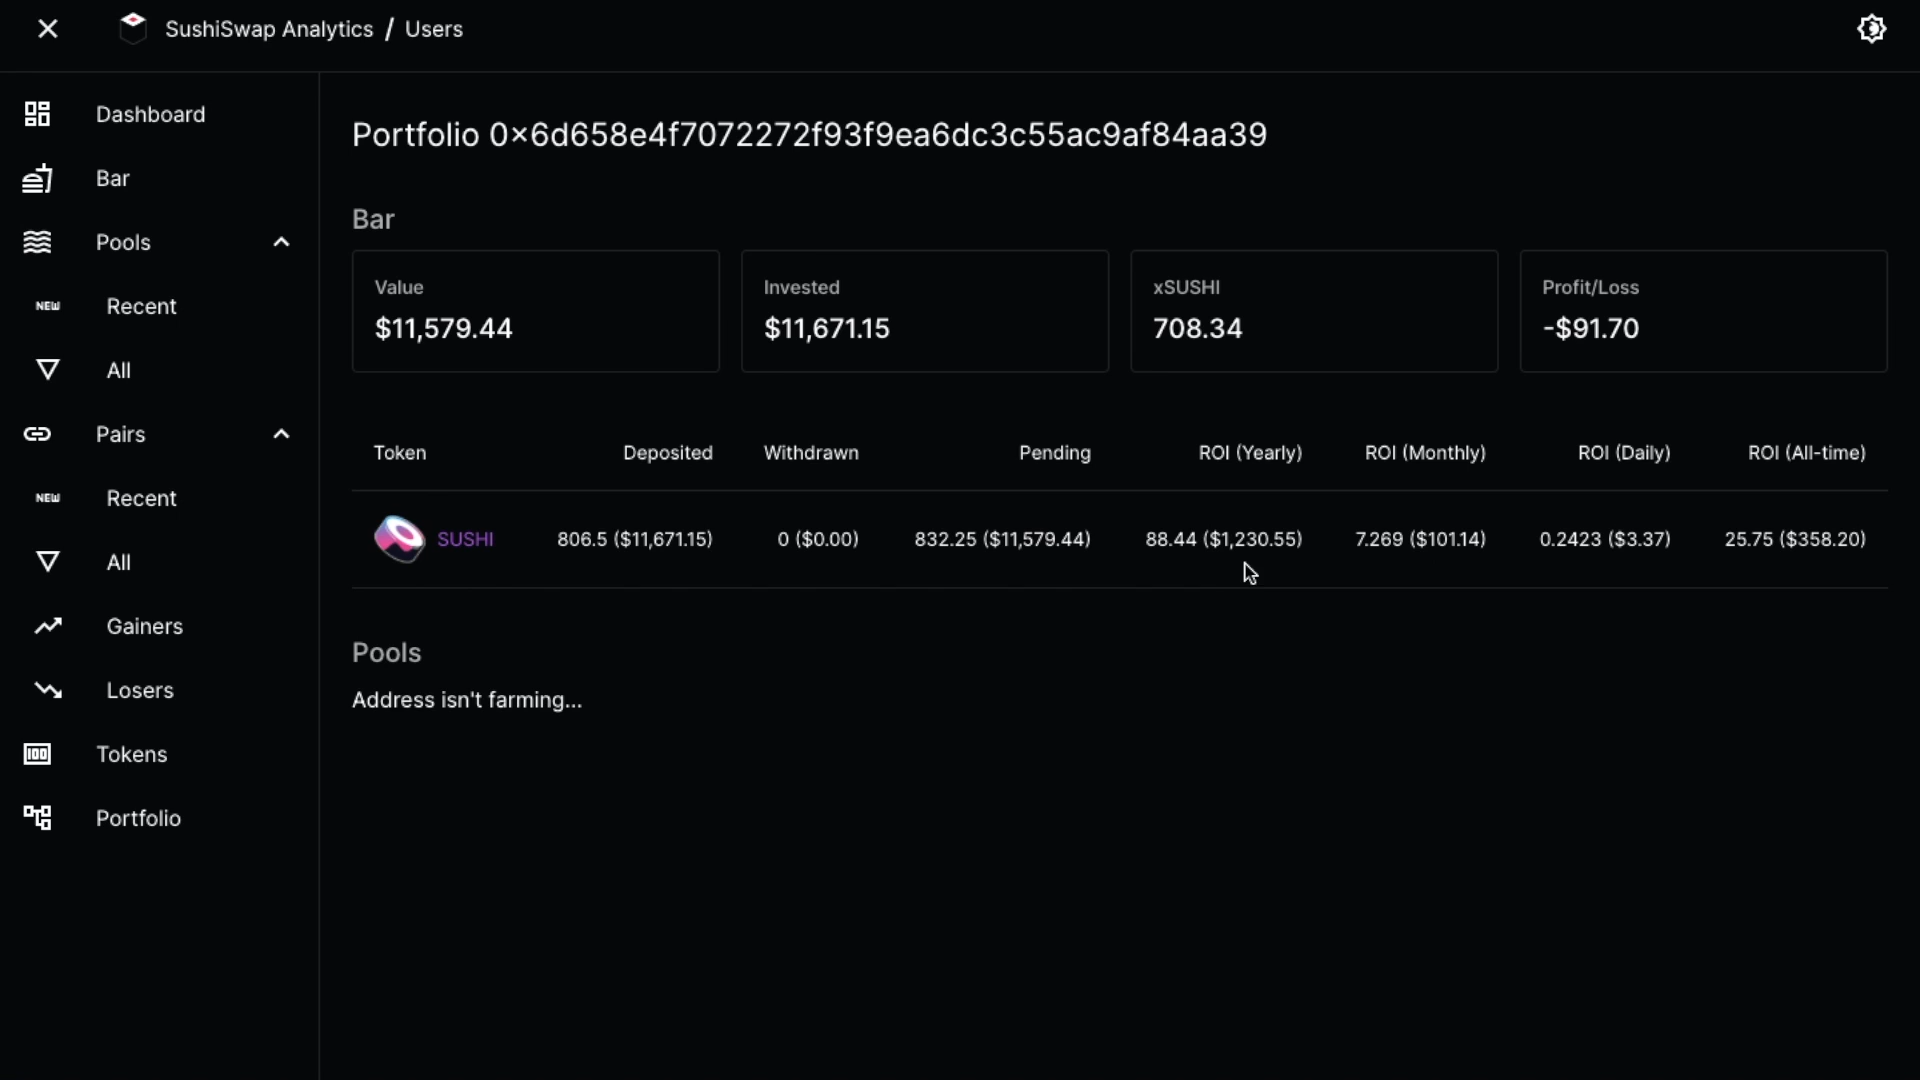 SushiSwap Analytics / Users
Dashboard
Bar
Pools
NEW Recent
All
Pairs
NEW Recent
All
Gainers
Losers
100 Tokens
Portfolio
Portfolio 0×6d658e4f7072272f93f9ea6dc3c55ac9af84aa39
Bar
Value
$11,579.44
Invested
$11,671.15
xSUSHI
708.34
Profit/Loss
-$91.70
Token Deposited Withdrawn Pending ROI (Yearly) ROI (Monthly) ROI (Daily) ROI (All-time)
SUSHI 806.5 ($11,671.15) 0 ($0.00) 832.25 ($11,579.44) 88.44 ($1,230.55) 7.269 ($101.14) 0.2423 ($3.37) 25.75 ($358.20)
Pools
Address isn't farming...